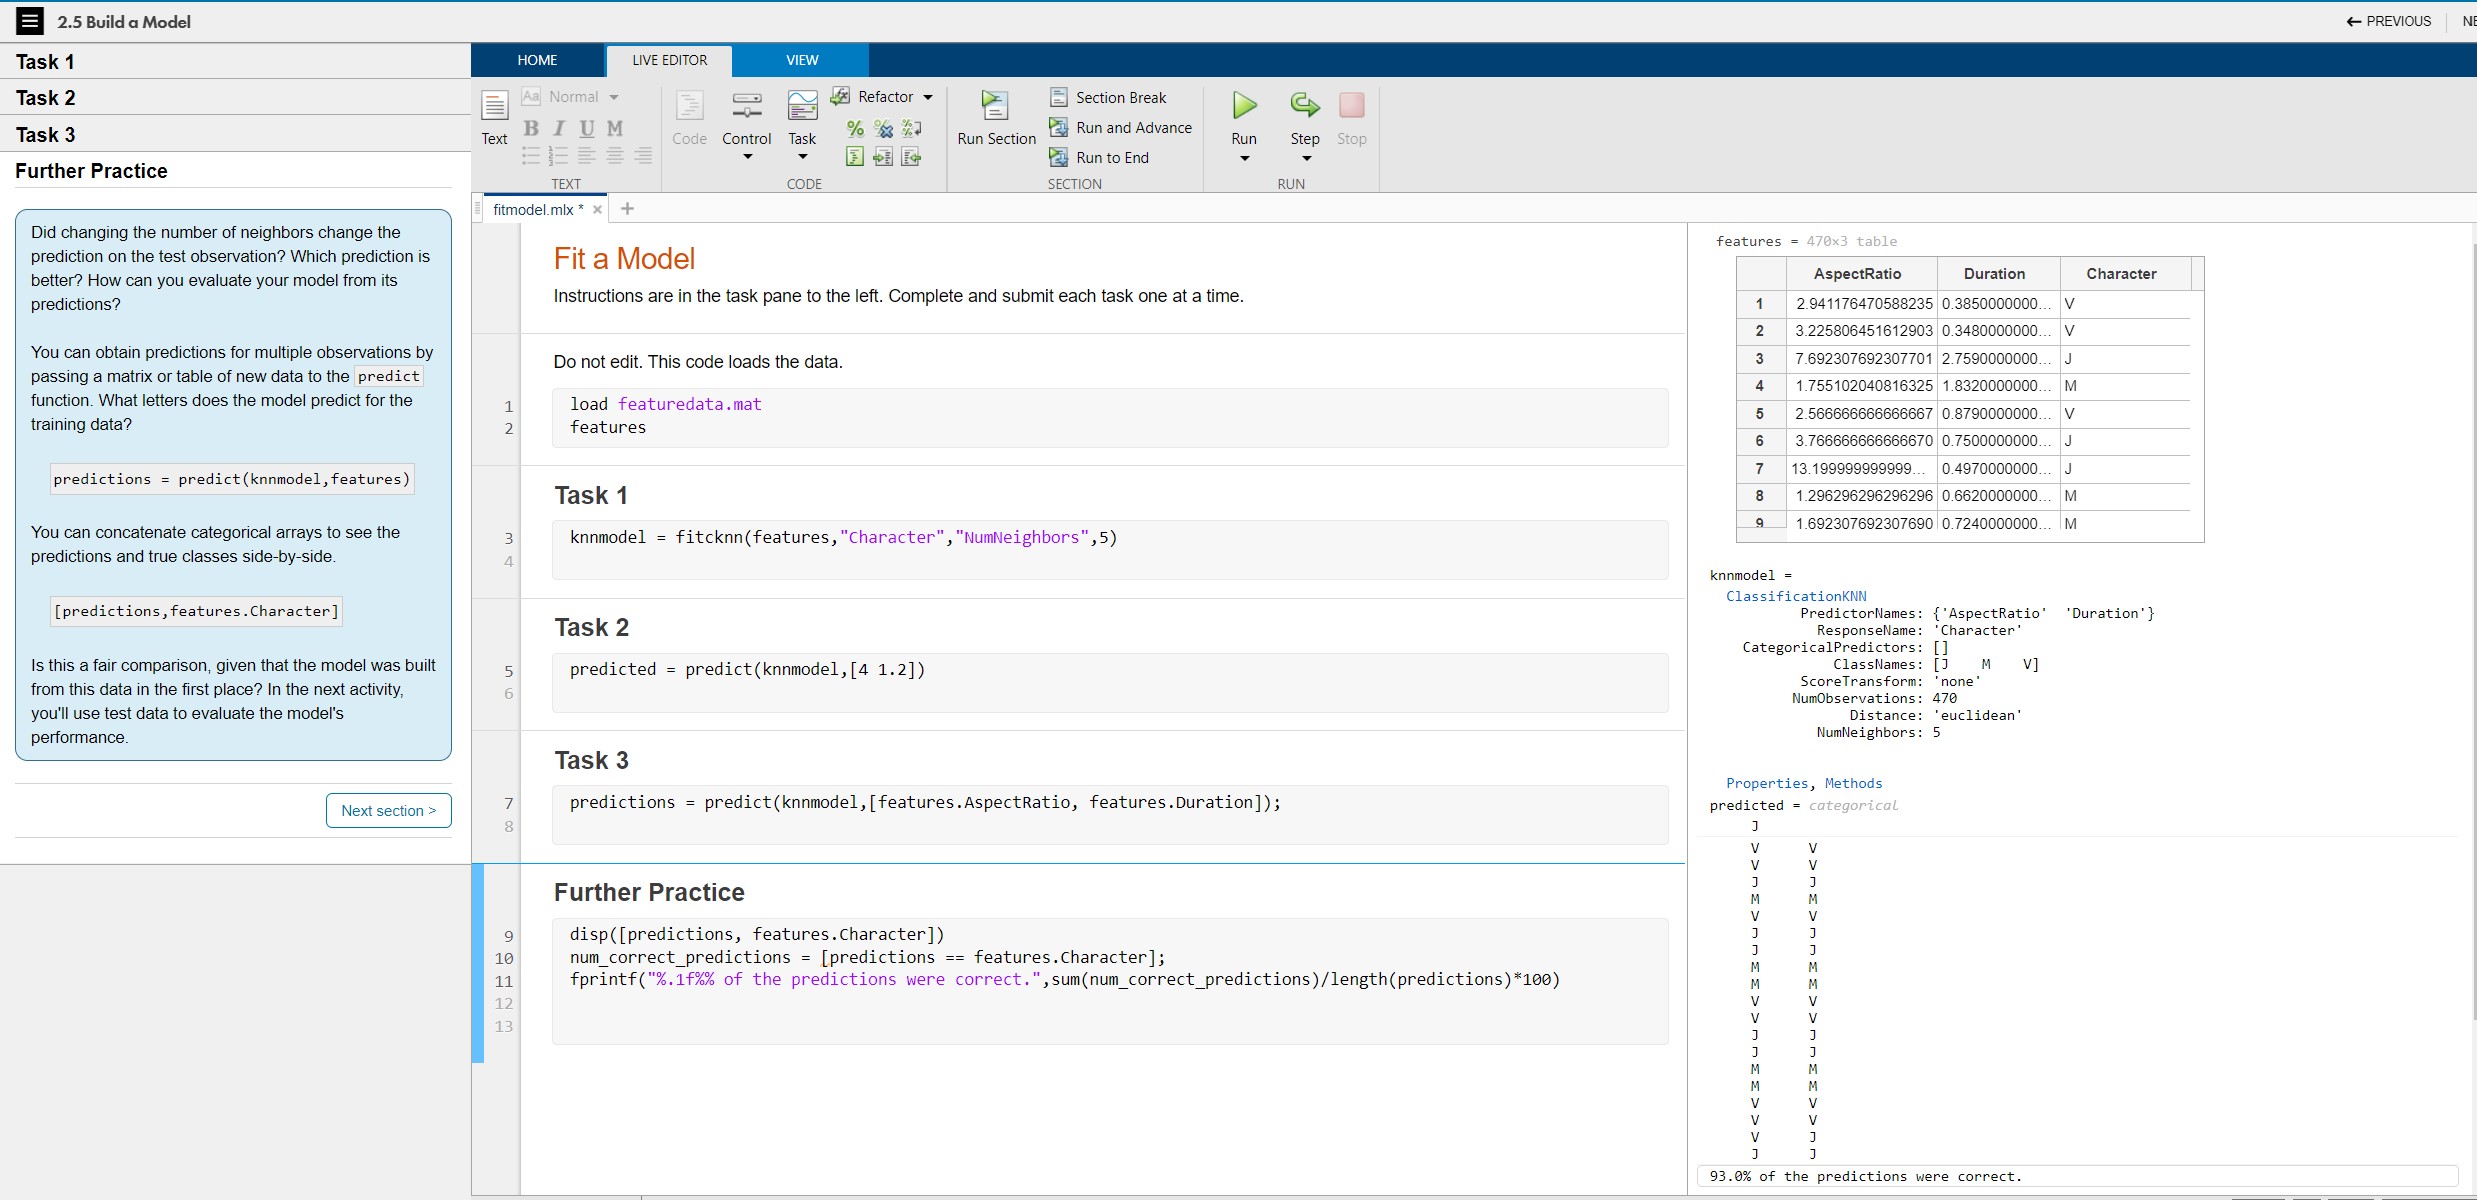 2.5 Build a Model
PREVIOUS
Task 1
Task 2
Task 3
Further Practice
Did changing the number of neighbors change the
prediction on the test observation? Which prediction is
better? How can you evaluate your model from its
predictions?
You can obtain predictions for multiple observations by
passing a matrix or table of new data to the predict
function. What letters does the model predict for the
training data?
predictions = predict(knnmodel,features)
You can concatenate categorical arrays to see the
predictions and true classes side-by-side.
[predictions,features.Character]
Is this a fair comparison, given that the model was built
from this data in the first place? In the next activity,
you'll use test data to evaluate the model's
performance.
Next section >
HOME
LIVE EDITOR
VIEW
Text
Aa Normal
B I U M
TEXT
Code
Control
Task
Refactor
CODE
Run Section
Section Break
Run and Advance
Run to End
SECTION
Run
Step
Stop
RUN
fitmodel.mlx * × +
Fit a Model
Instructions are in the task pane to the left. Complete and submit each task one at a time.
Do not edit. This code loads the data.
1 load featuredata.mat
2 features
Task 1
3 knnmodel = fitcknn(features,"Character","NumNeighbors",5)
4
Task 2
5 predicted = predict(knnmodel,[4 1.2])
6
Task 3
7 predictions = predict(knnmodel,[features.AspectRatio, features.Duration]);
8
Further Practice
9 disp([predictions, features.Character])
10 num_correct_predictions = [predictions == features.Character];
11 fprintf("%.1f%% of the predictions were correct.",sum(num_correct_predictions)/length(predictions)*100)
12
13
features = 470×3 table
AspectRatio Duration Character
1 2.941176470588235 0.3850000000... V
2 3.225806451612903 0.3480000000... V
3 7.692307692307701 2.7590000000... J
4 1.755102040816325 1.8320000000... M
5 2.566666666666667 0.8790000000... V
6 3.766666666666670 0.7500000000... J
7 13.199999999999... 0.4970000000... J
8 1.296296296296296 0.6620000000... M
9 1.692307692307690 0.7240000000... M
knnmodel =
ClassificationKNN
PredictorNames: {'AspectRatio' 'Duration'}
ResponseName: 'Character'
CategoricalPredictors: []
ClassNames: [J M V]
ScoreTransform: 'none'
NumObservations: 470
Distance: 'euclidean'
NumNeighbors: 5
Properties, Methods
predicted = categorical
J
V V
V V
J J
M M
V V
J J
J J
M M
M M
V V
V V
J J
J J
M M
M M
V V
V V
V J
J J
93.0% of the predictions were correct.